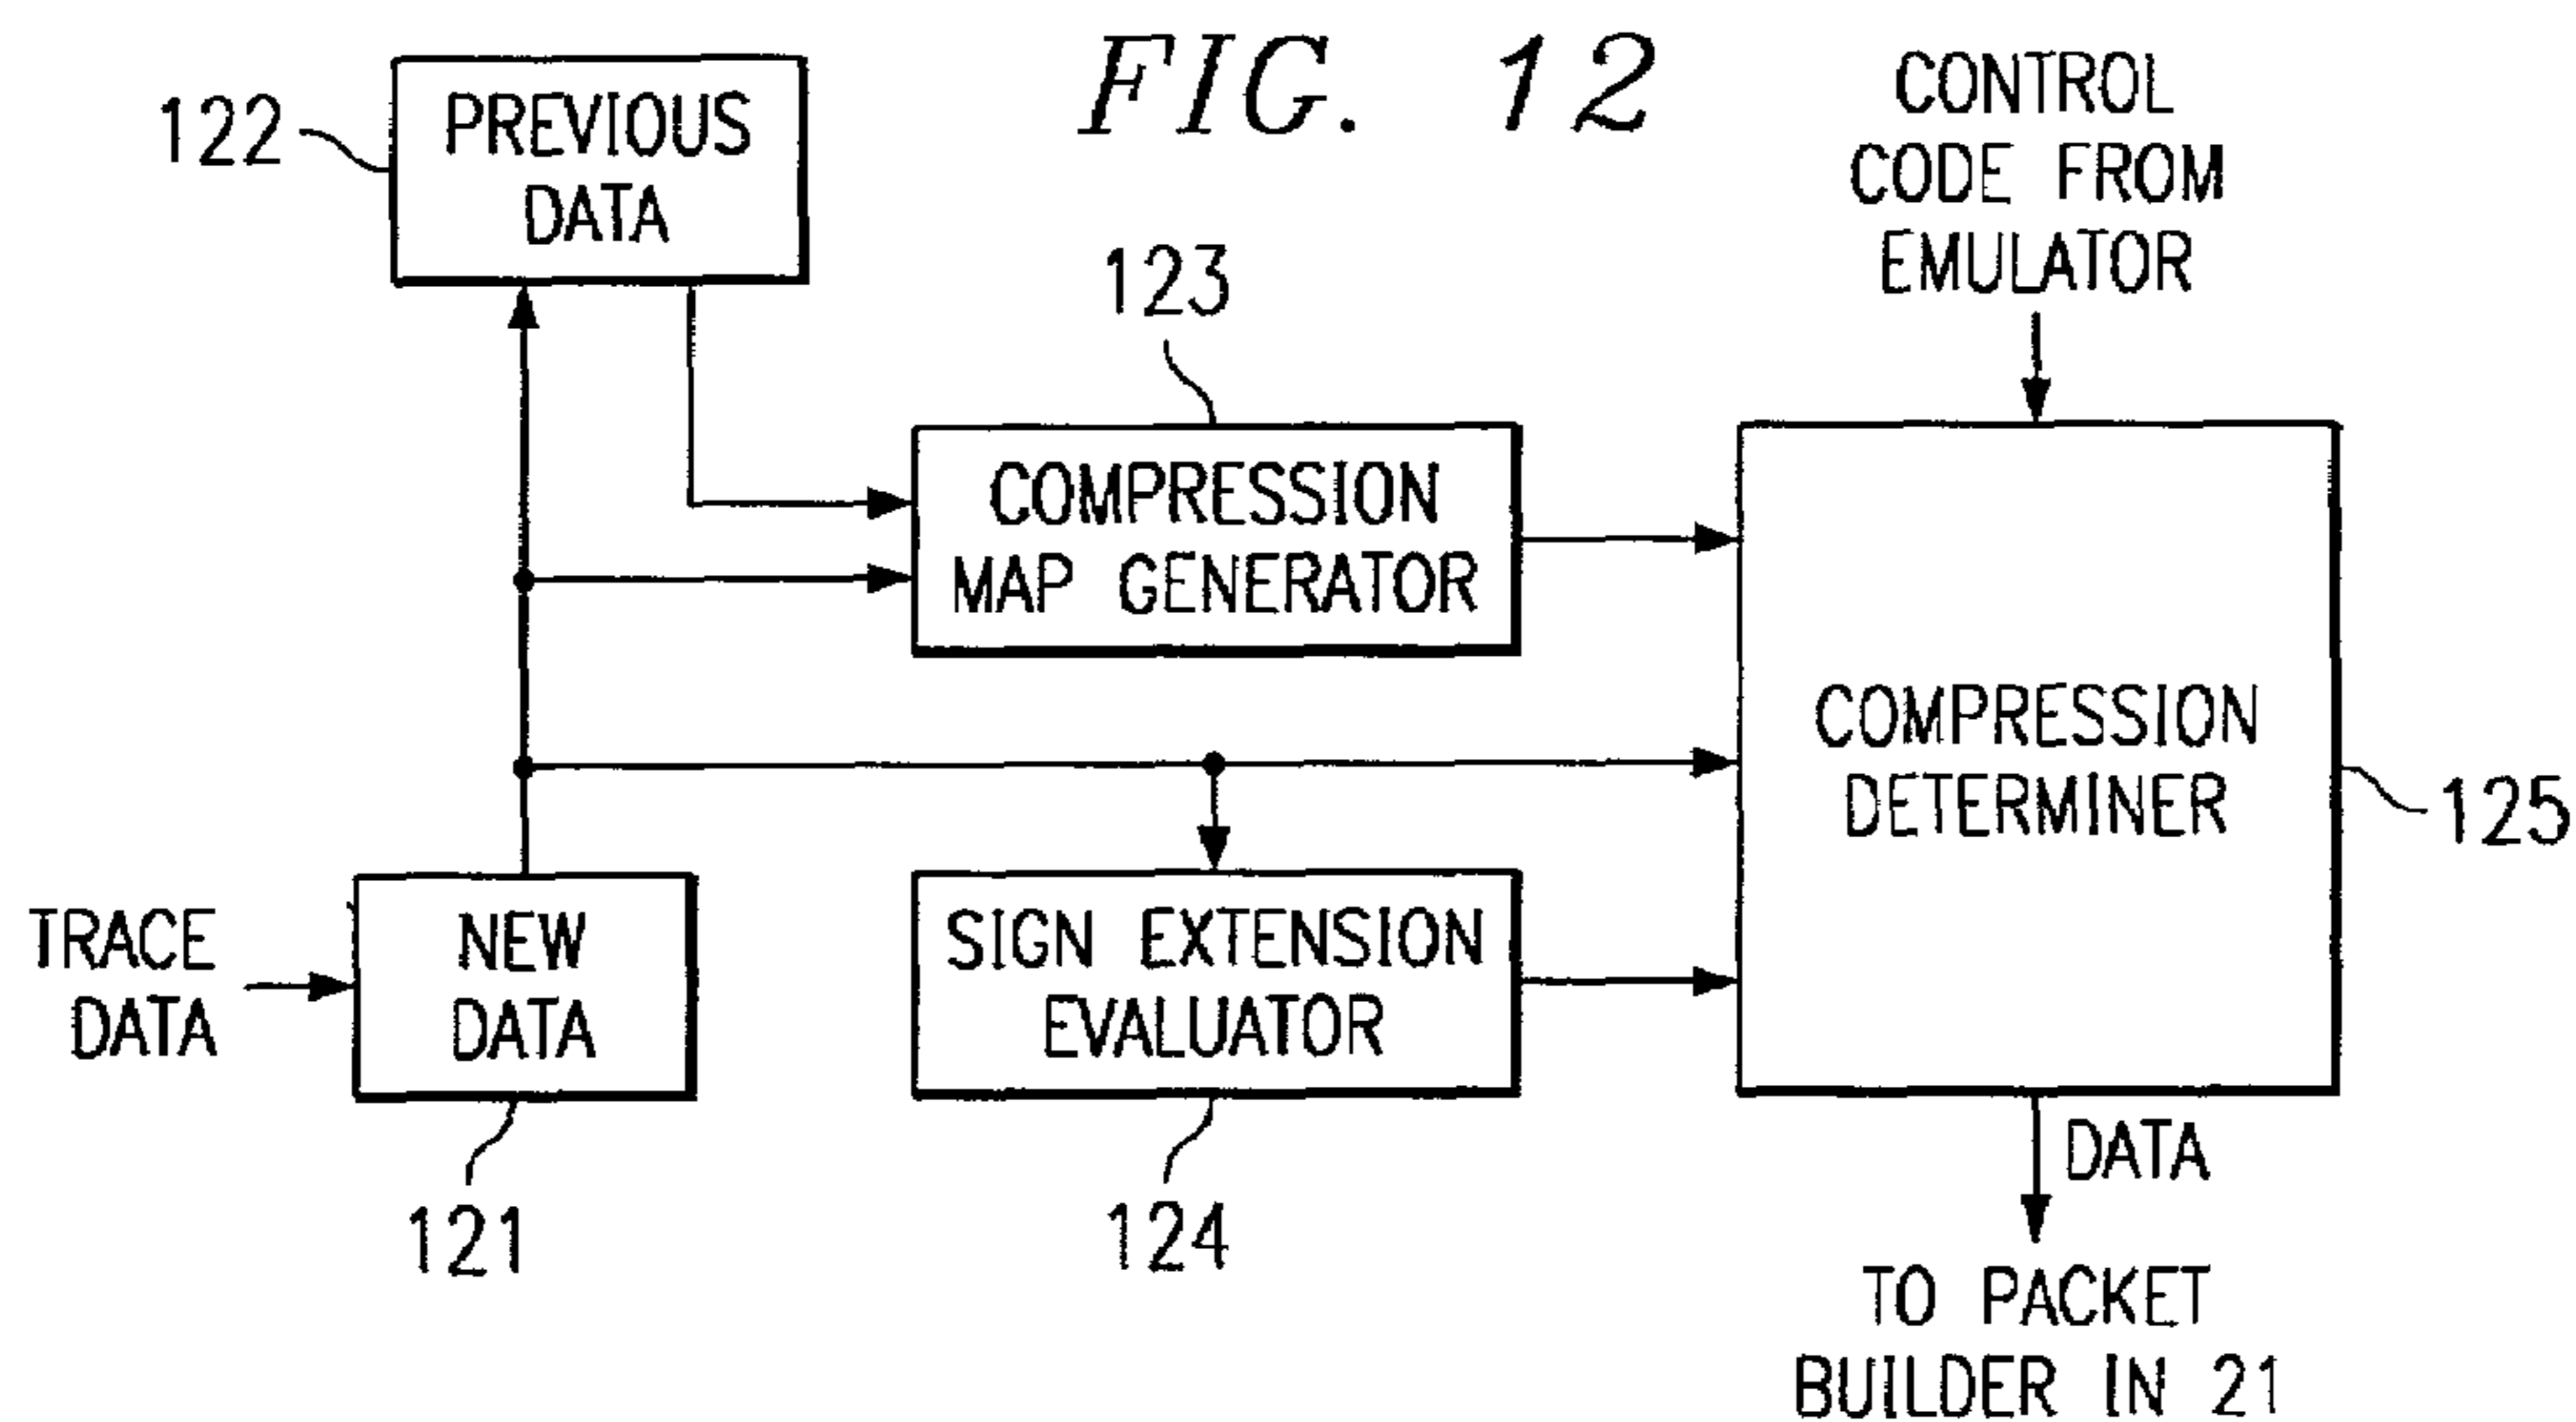 FIG. 12
122
PREVIOUS
DATA
CONTROL
CODE FROM
EMULATOR
123
COMPRESSION
MAP GENERATOR
COMPRESSION
DETERMINER
125
TRACE
DATA
NEW
DATA
121
SIGN EXTENSION
EVALUATOR
124
DATA
TO PACKET
BUILDER IN 21